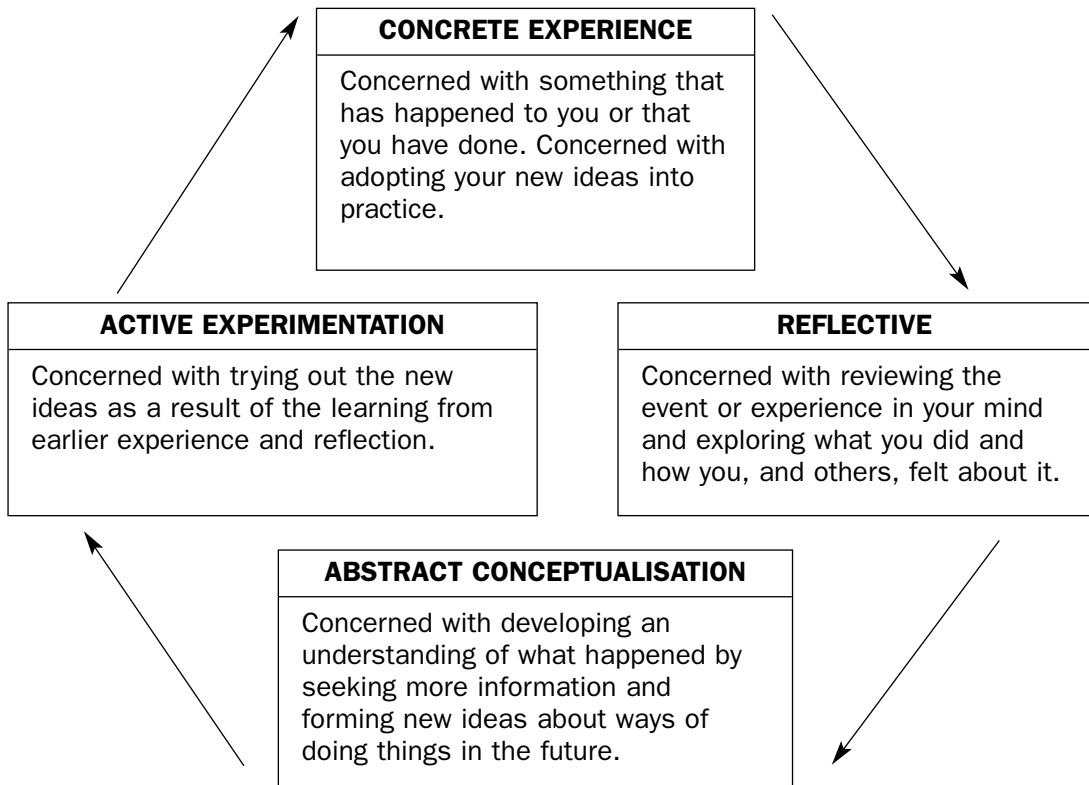 CONCRETE EXPERIENCE
Concerned with something that
has happened to you or that
you have done. Concerned with
adopting your new ideas into
practice.
ACTIVE EXPERIMENTATION
Concerned with trying out the new
ideas as a result of the learning from
earlier experience and reflection.
REFLECTIVE
Concerned with reviewing the
event or experience in your mind
and exploring what you did and
how you, and others, felt about it.
ABSTRACT CONCEPTUALISATION
Concerned with developing an
understanding of what happened by
seeking more information and
forming new ideas about ways of
doing things in the future.